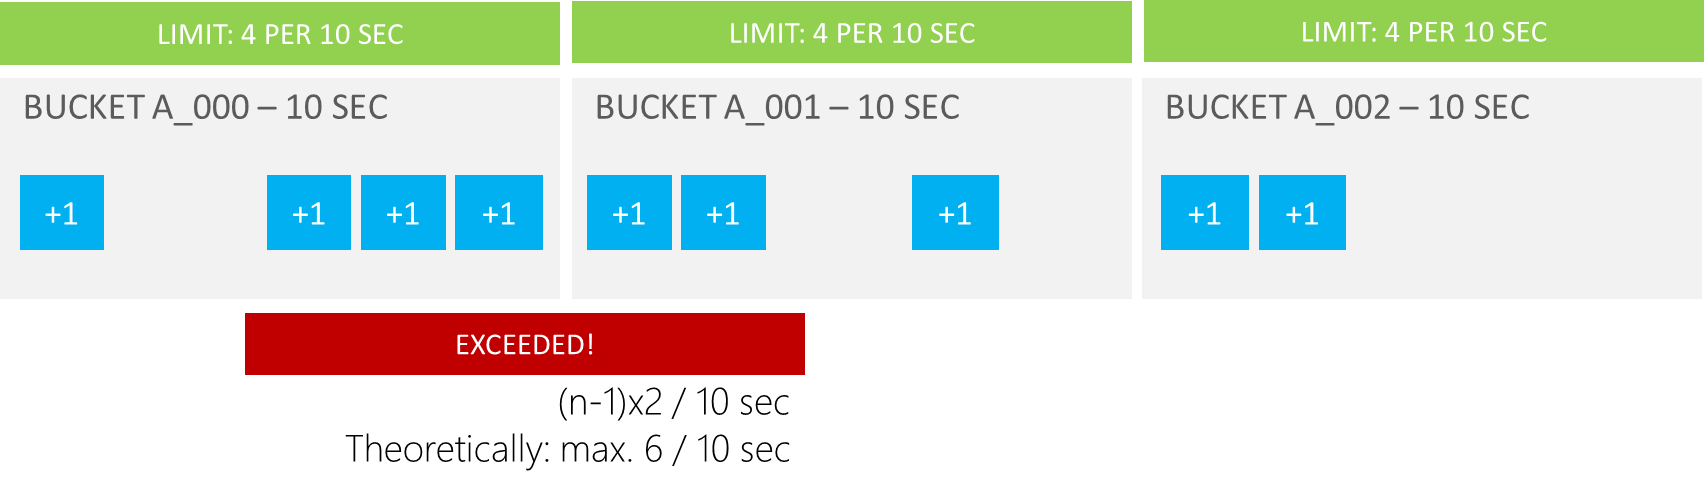 LIMIT: 4 PER 10 SEC
LIMIT: 4 PER 10 SEC
LIMIT: 4 PER 10 SEC
BUCKET A_000 – 10 SEC
BUCKET A_001 – 10 SEC
BUCKET A_002 – 10 SEC
+1
+1
+1
+1
+1
+1
+1
+1
+1
EXCEEDED!
(n-1)x2 / 10 sec
Theoretically: max. 6 / 10 sec